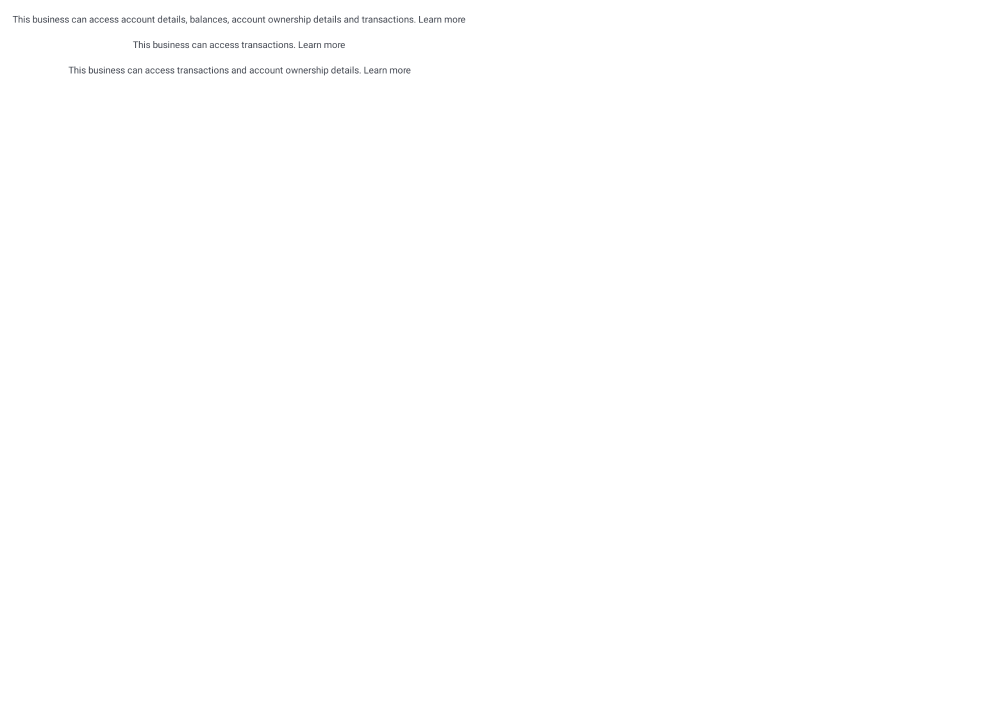 This business can access account details, balances, account ownership details and transactions. Learn more
This business can access transactions. Learn more
This business can access transactions and account ownership details. Learn more